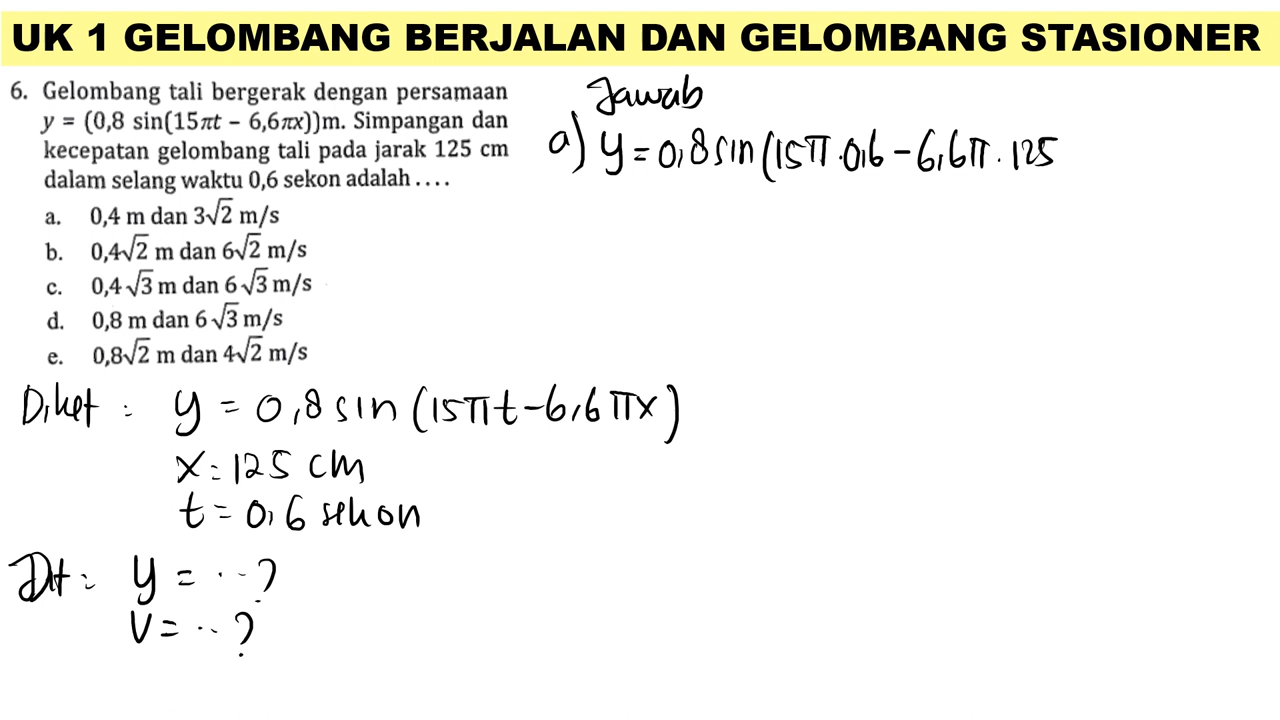 UK 1 GELOMBANG BERJALAN DAN GELOMBANG STASIONER
6. Gelombang tali bergerak dengan persamaan
y = (0,8 sin(15πt − 6,6πx))m. Simpangan dan
kecepatan gelombang tali pada jarak 125 cm
dalam selang waktu 0,6 sekon adalah . . . .
a. 0,4 m dan 3√2 m/s
b. 0,4√2 m dan 6√2 m/s
c. 0,4√3 m dan 6√3 m/s
d. 0,8 m dan 6√3 m/s
e. 0,8√2 m dan 4√2 m/s
Diket : y = 0,8 sin (15πt − 6,6πx)
x = 125 cm
t = 0,6 sekon
Dit : y = ... ?
v = ... ?
Jawab
a) y = 0,8 sin (15π . 0,6 − 6,6π . 125